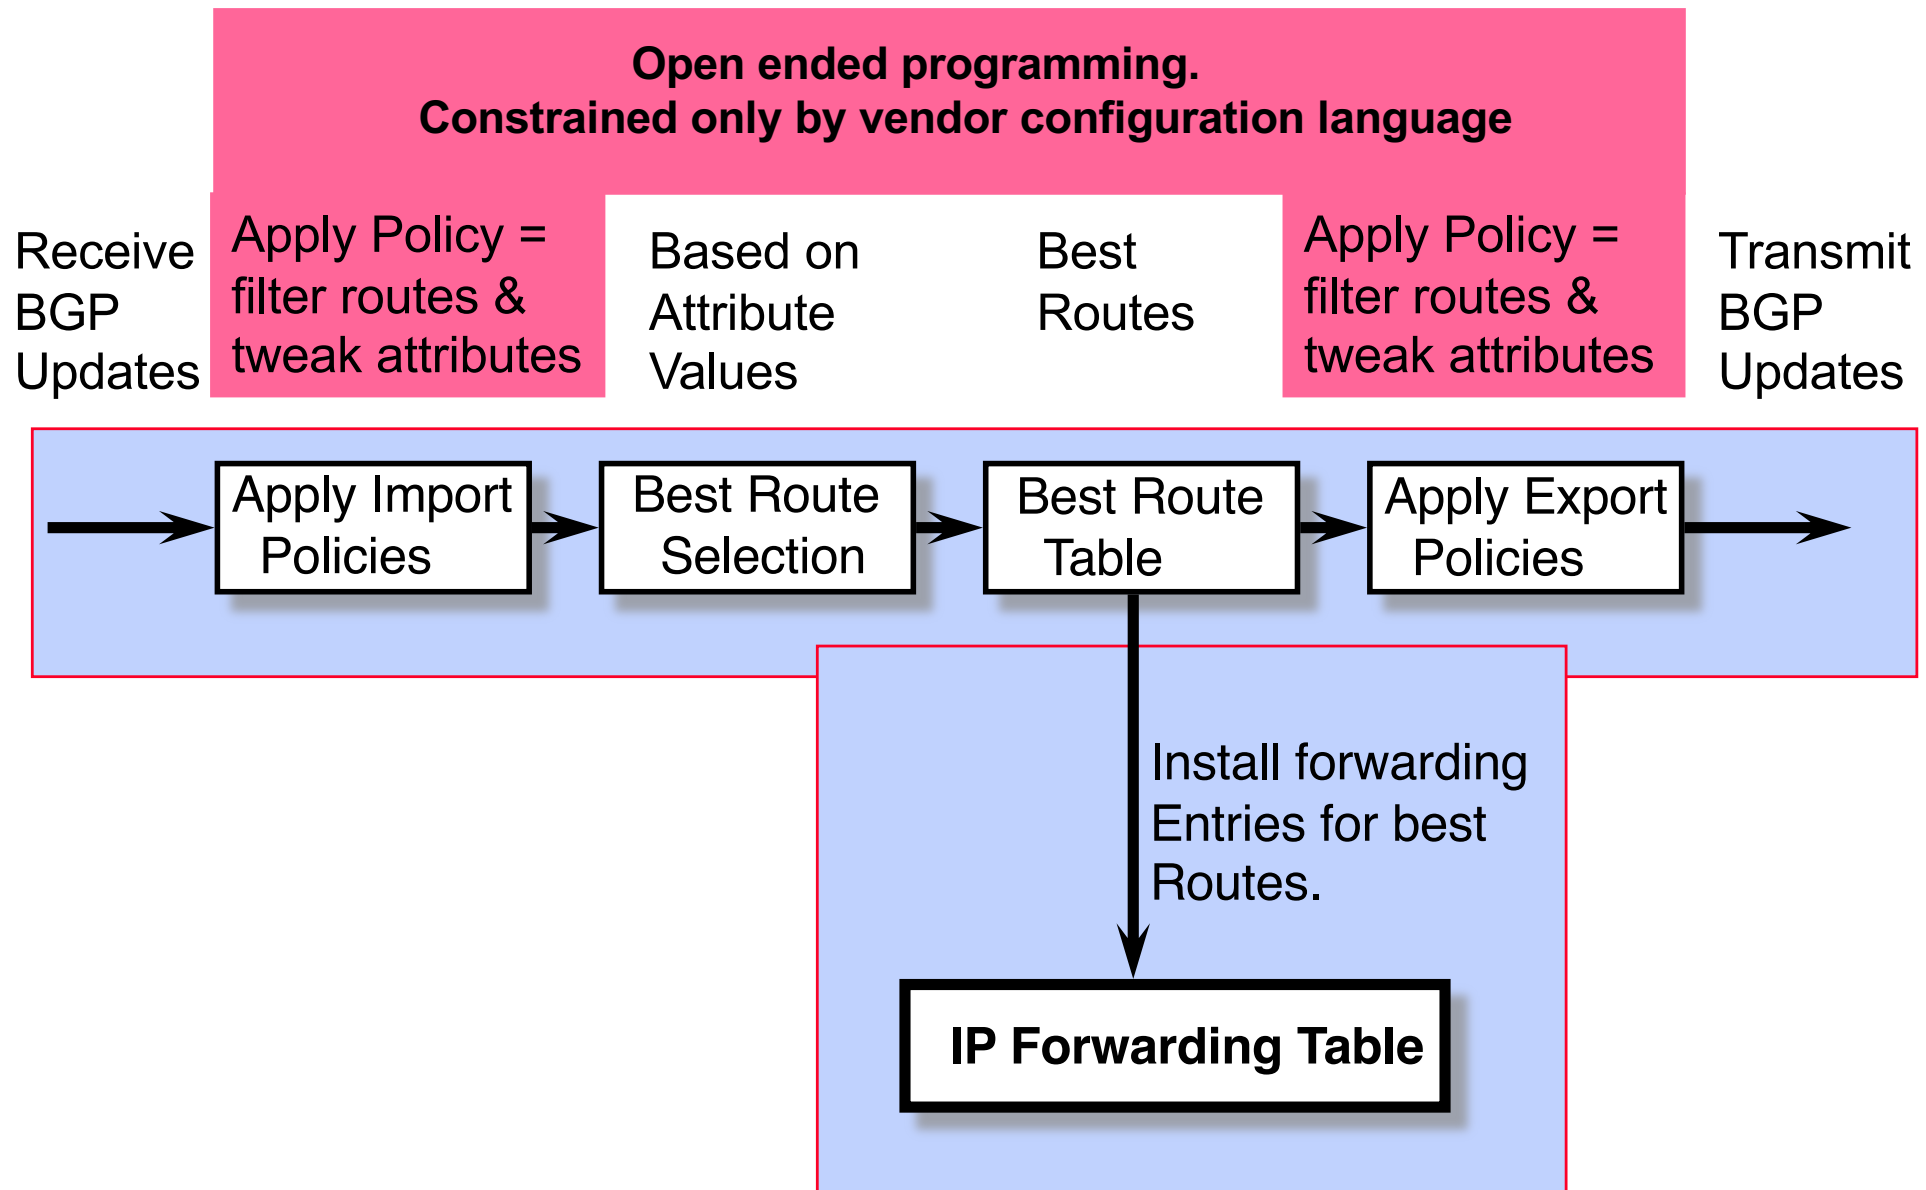 Open ended programming.
Constrained only by vendor configuration language
Receive
BGP
Updates
Apply Policy =
filter routes &
tweak attributes
Based on
Attribute
Values
Best
Routes
Apply Policy =
filter routes &
tweak attributes
Transmit
BGP
Updates
Apply Import
Policies
Best Route
Selection
Best Route
Table
Apply Export
Policies
Install forwarding
Entries for best
Routes.
IP Forwarding Table